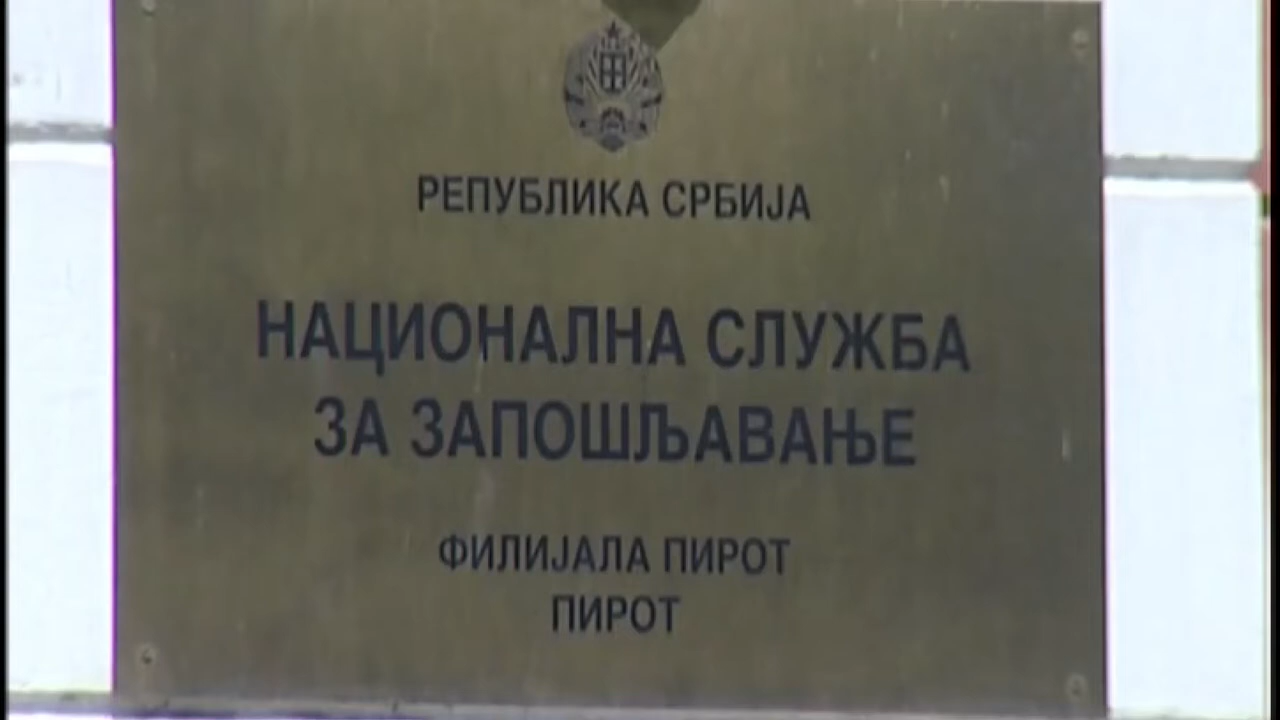 РЕПУБЛИКА СРБИЈА
НАЦИОНАЛНА СЛУЖБА
ЗА ЗАПОШЉАВАЊЕ
ФИЛИЈАЛА ПИРОТ
ПИРОТ